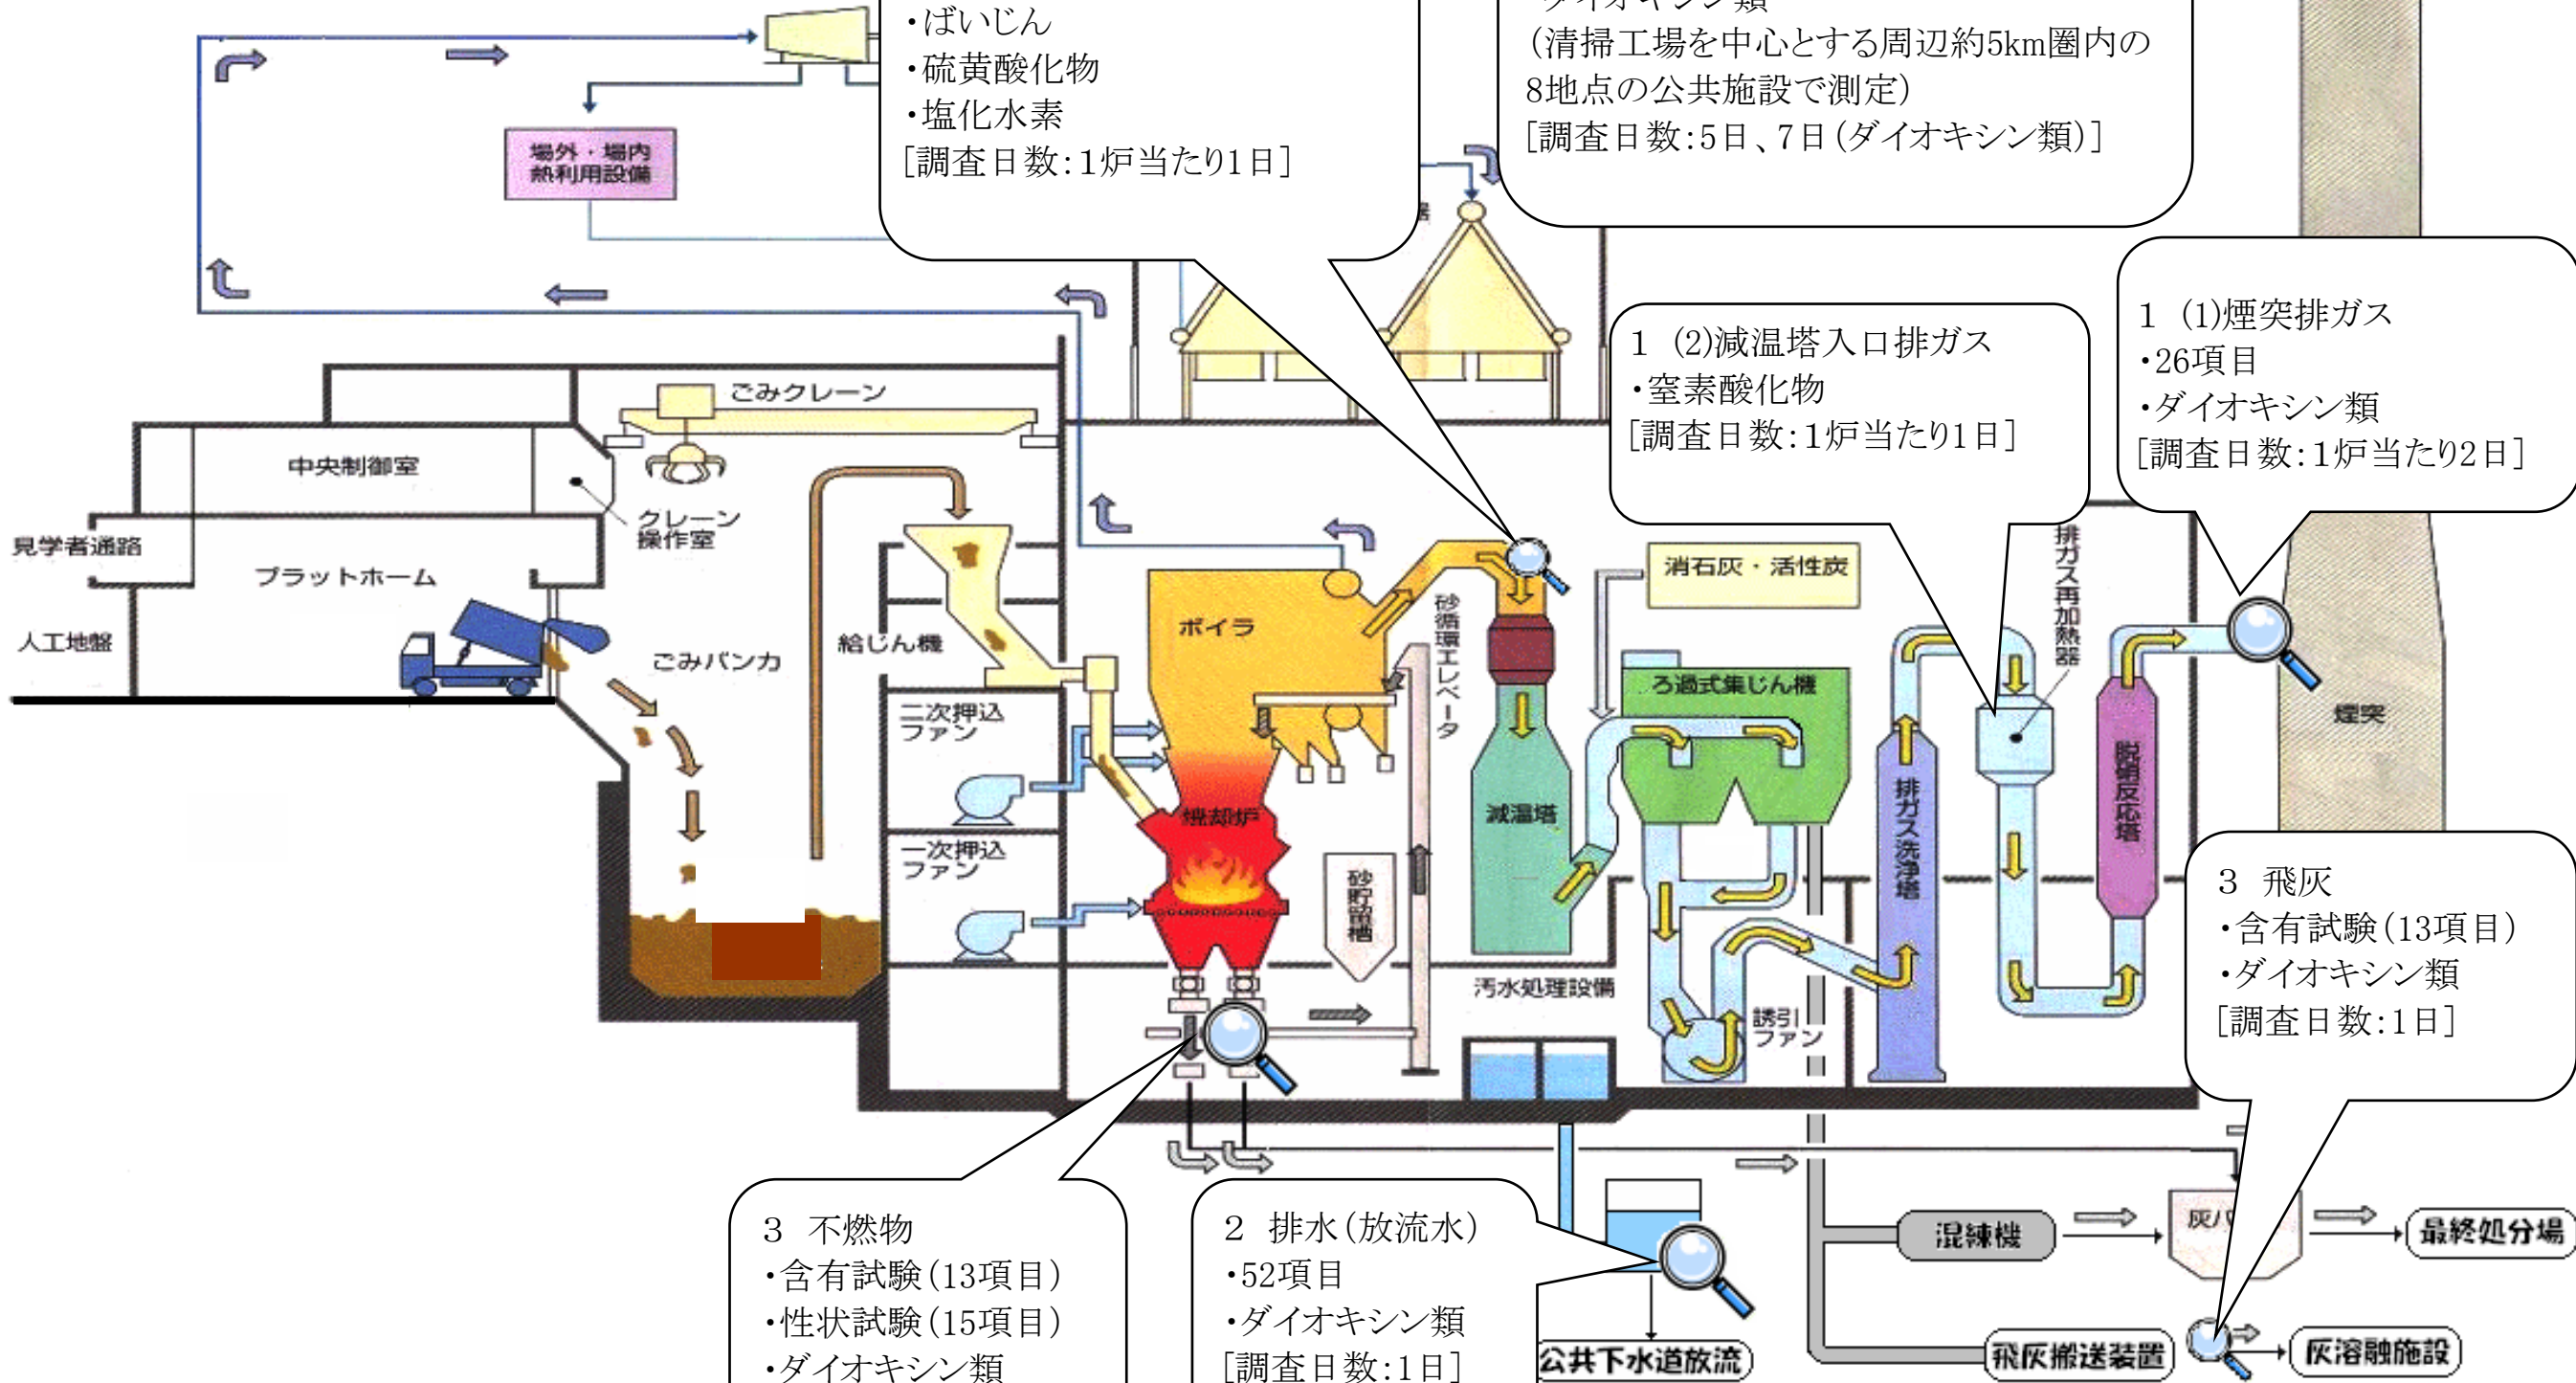 ・ばいじん
・硫黄酸化物
・塩化水素
[調査日数:1炉当たり1日]
ダイオキシン類
(清掃工場を中心とする周辺約5km圏内の
8地点の公共施設で測定)
[調査日数:5日、7日(ダイオキシン類)]
場外・場内
熱利用設備
器
1 (2)減温塔入口排ガス
・窒素酸化物
[調査日数:1炉当たり1日]
1 (1)煙突排ガス
・26項目
・ダイオキシン類
[調査日数:1炉当たり2日]
ごみクレーン
中央制御室
クレーン
操作室
見学者通路
プラットホーム
人工地盤
ごみバンカ
給じん機
二次押込
ファン
一次押込
ファン
ボイラ
焼却炉
砂循環エレベータ
砂貯留槽
減温塔
消石灰・活性炭
ろ過式集じん機
排ガス洗浄塔
排ガス再加熱器
脱硝反応塔
煙突
汚水処理設備
誘引
ファン
3 飛灰
・含有試験(13項目)
・ダイオキシン類
[調査日数:1日]
3 不燃物
・含有試験(13項目)
・性状試験(15項目)
・ダイオキシン類
2 排水(放流水)
・52項目
・ダイオキシン類
[調査日数:1日]
公共下水道放流
混練機
灰バ
最終処分場
飛灰搬送装置
灰溶融施設